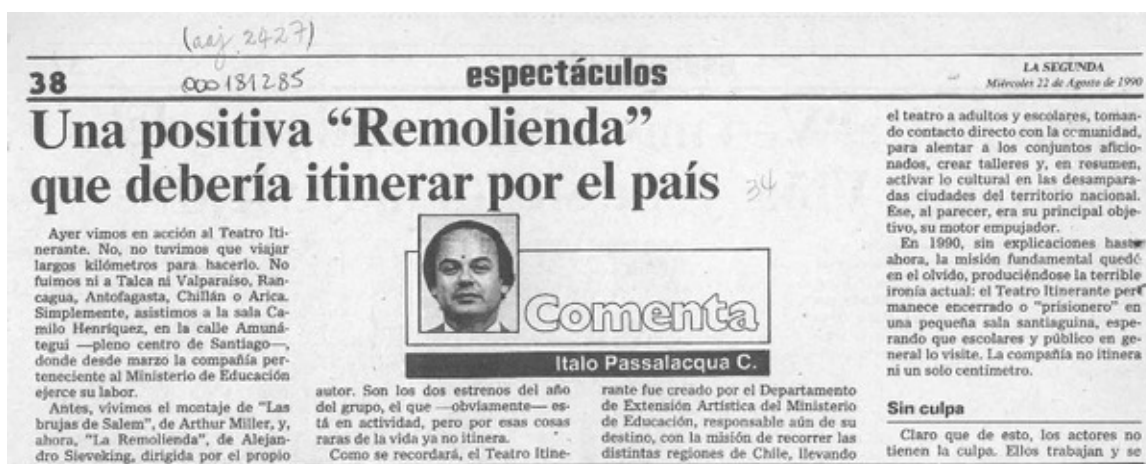 (aaj 2427)
38
000181285
espectáculos
LA SEGUNDA
Miércoles 22 de Agosto de 1990
Una positiva “Remolienda”
que debería itinerar por el país
34
Ayer vimos en acción al Teatro Iti-
nerante. No, no tuvimos que viajar
largos kilómetros para hacerlo. No
fuimos ni a Talca ni Valparaíso, Ran-
cagua, Antofagasta, Chillán o Arica.
Simplemente, asistimos a la sala Ca-
milo Henríquez, en la calle Amuná-
tegui —pleno centro de Santiago—,
donde desde marzo la compañía per-
teneciente al Ministerio de Educación
ejerce su labor.
Antes, vivimos el montaje de "Las
brujas de Salem", de Arthur Miller, y,
ahora, "La Remolienda", de Alejan-
dro Sieveking, dirigida por el propio
Comenta
Italo Passalacqua C.
autor. Son los dos estrenos del año
del grupo, el que —obviamente— es-
tá en actividad, pero por esas cosas
raras de la vida ya no itinera.
Como se recordará, el Teatro Itine-
rante fue creado por el Departamento
de Extensión Artística del Ministerio
de Educación, responsable aún de su
destino, con la misión de recorrer las
distintas regiones de Chile, llevando
el teatro a adultos y escolares, toman-
do contacto directo con la comunidad,
para alentar a los conjuntos aficio-
nados, crear talleres y, en resumen,
activar lo cultural en las desampara-
das ciudades del territorio nacional.
Ese, al parecer, era su principal obje-
tivo, su motor empujador.
En 1990, sin explicaciones hasta
ahora, la misión fundamental quedó
en el olvido, produciéndose la terrible
ironía actual: el Teatro Itinerante per
manece encerrado o "prisionero" en
una pequeña sala santiaguina, espe-
rando que escolares y público en ge-
neral lo visite. La compañía no itinera
ni un solo centímetro.
Sin culpa
Claro que de esto, los actores no
tienen la culpa. Ellos trabajan y se